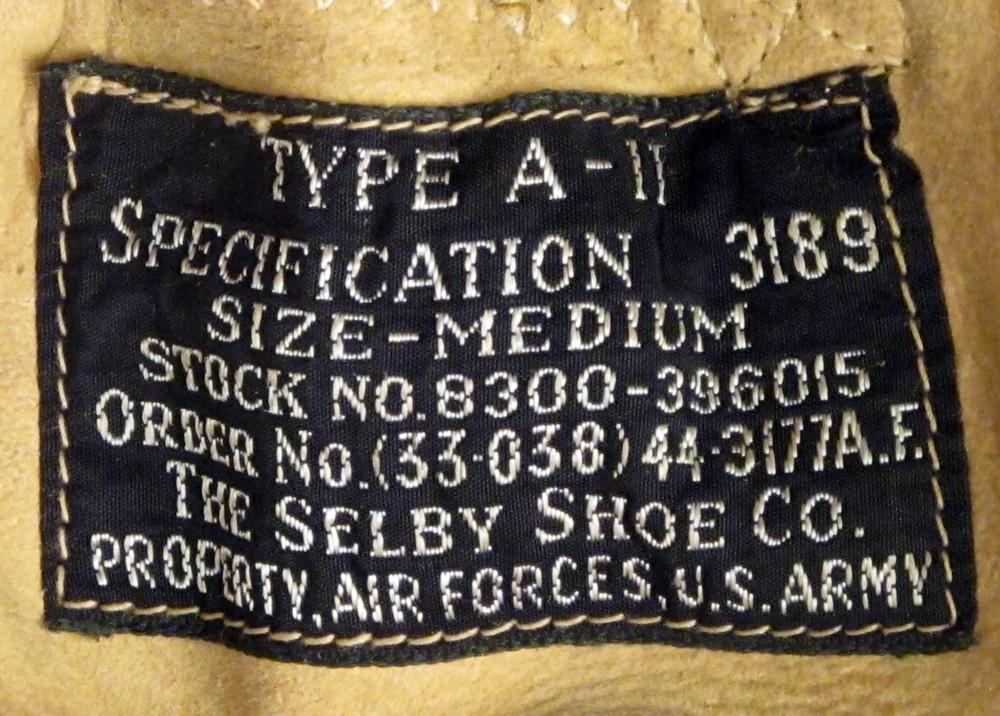 TYPE A-11
SPECIFICATION 3189
SIZE-MEDIUM
STOCK NO. 8300-396015
ORDER NO. (33-038) 44-3177A.F.
THE SELBY SHOE CO.
PROPERTY, AIR FORCES, U.S. ARMY